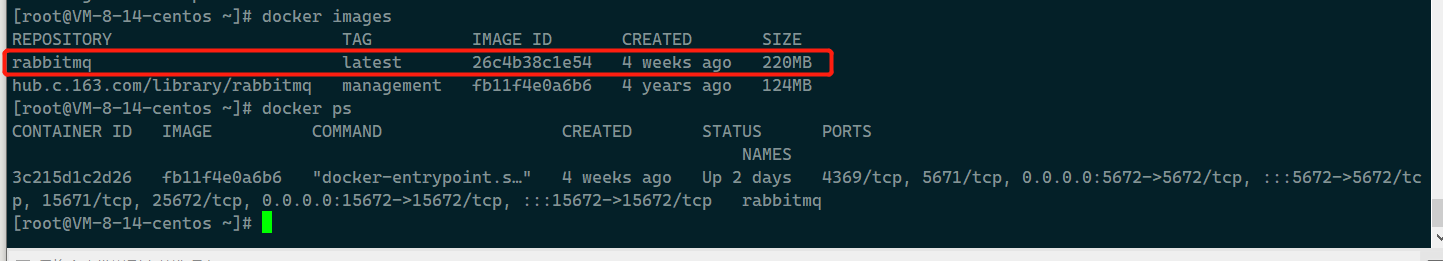 [root@VM-8-14-centos ~]# docker images
REPOSITORY TAG IMAGE ID CREATED SIZE
rabbitmq latest 26c4b38c1e54 4 weeks ago 220MB
hub.c.163.com/library/rabbitmq management fb11f4e0a6b6 4 years ago 124MB
[root@VM-8-14-centos ~]# docker ps
CONTAINER ID IMAGE COMMAND CREATED STATUS PORTS
NAMES
3c215d1c2d26 fb11f4e0a6b6 "docker-entrypoint.s…" 4 weeks ago Up 2 days 4369/tcp, 5671/tcp, 0.0.0.0:5672->5672/tcp, :::5672->5672/tc
p, 15671/tcp, 25672/tcp, 0.0.0.0:15672->15672/tcp, :::15672->15672/tcp rabbitmq
[root@VM-8-14-centos ~]#